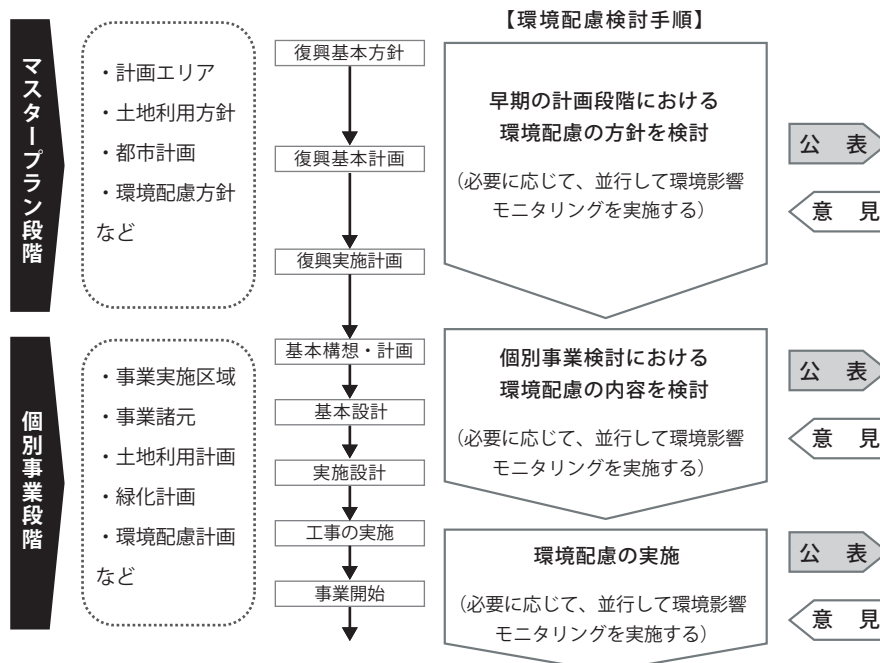 【環境配慮検討手順】
マスタープラン段階
・計画エリア
・土地利用方針
・都市計画
・環境配慮方針
など
復興基本方針
復興基本計画
復興実施計画
早期の計画段階における
環境配慮の方針を検討
（必要に応じて、並行して環境影響
モニタリングを実施する）
公　表
意　見
個別事業段階
・事業実施区域
・事業諸元
・土地利用計画
・緑化計画
・環境配慮計画
など
基本構想・計画
基本設計
実施設計
工事の実施
事業開始
個別事業検討における
環境配慮の内容を検討
（必要に応じて、並行して環境影響
モニタリングを実施する）
公　表
意　見
環境配慮の実施
（必要に応じて、並行して環境影響
モニタリングを実施する）
公　表
意　見